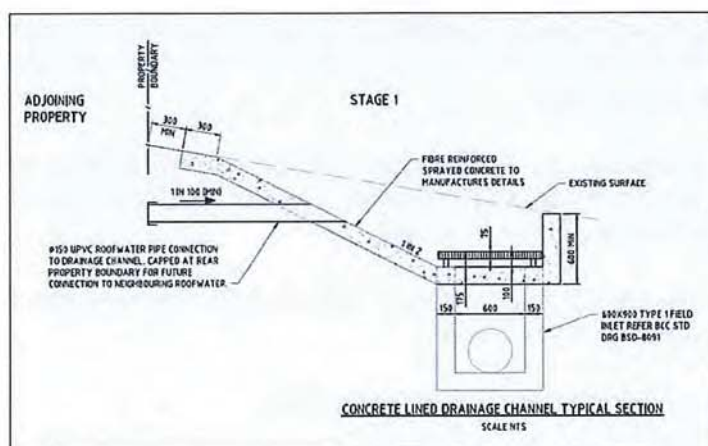 PROPERTY
BOUNDARY
ADJOINING
PROPERTY
STAGE 1
300
MIN
300
FIBRE REINFORCED
SPRAYED CONCRETE TO
MANUFACTURES DETAILS
EXISTING SURFACE
1 IN 100 (MIN)
1 IN 2
75
600 MIN
Ø150 UPVC ROOFWATER PIPE CONNECTION
TO DRAINAGE CHANNEL. CAPPED AT REAR
PROPERTY BOUNDARY FOR FUTURE
CONNECTION TO NEIGHBOURING ROOFWATER.
175
100
150
600
150
600X900 TYPE 1 FIELD
INLET REFER BCC STD
DRG BSD-8091
CONCRETE LINED DRAINAGE CHANNEL TYPICAL SECTION
SCALE NTS